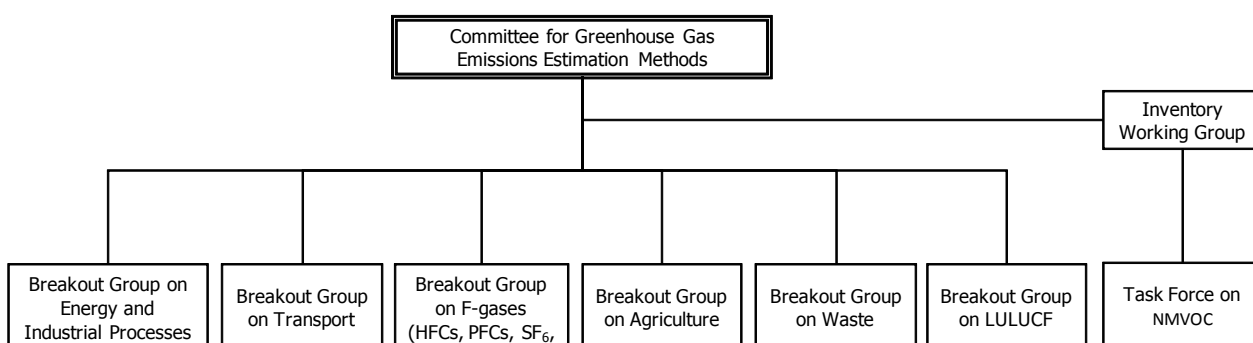 Committee for Greenhouse Gas
Emissions Estimation Methods
Inventory
Working Group
Breakout Group on
Energy and
Industrial Processes
Breakout Group
on Transport
Breakout Group
on F-gases
(HFCs, PFCs, SF₆,
Breakout Group
on Agriculture
Breakout Group
on Waste
Breakout Group
on LULUCF
Task Force on
NMVOC